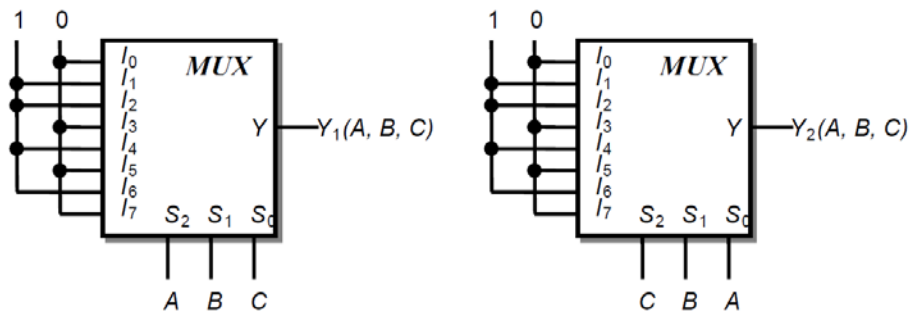 1 0
I₀
I₁
I₂
I₃
I₄
I₅
I₆
I₇
MUX
Y
Y₁(A, B, C)
S₂ S₁ S₀
A B C
1 0
I₀
I₁
I₂
I₃
I₄
I₅
I₆
I₇
MUX
Y
Y₂(A, B, C)
S₂ S₁ S₀
C B A